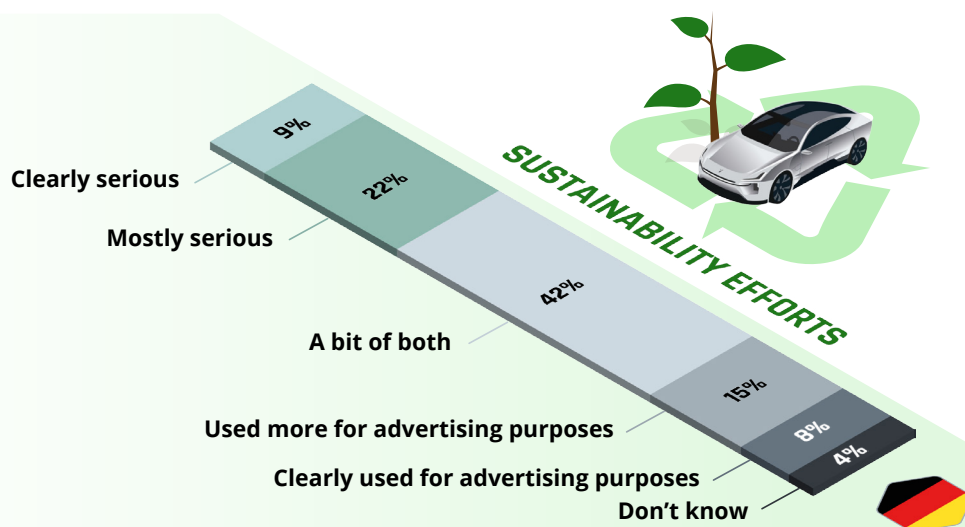 SUSTAINABILITY EFFORTS
9%
Clearly serious
22%
Mostly serious
42%
A bit of both
15%
Used more for advertising purposes
8%
Clearly used for advertising purposes
4%
Don’t know